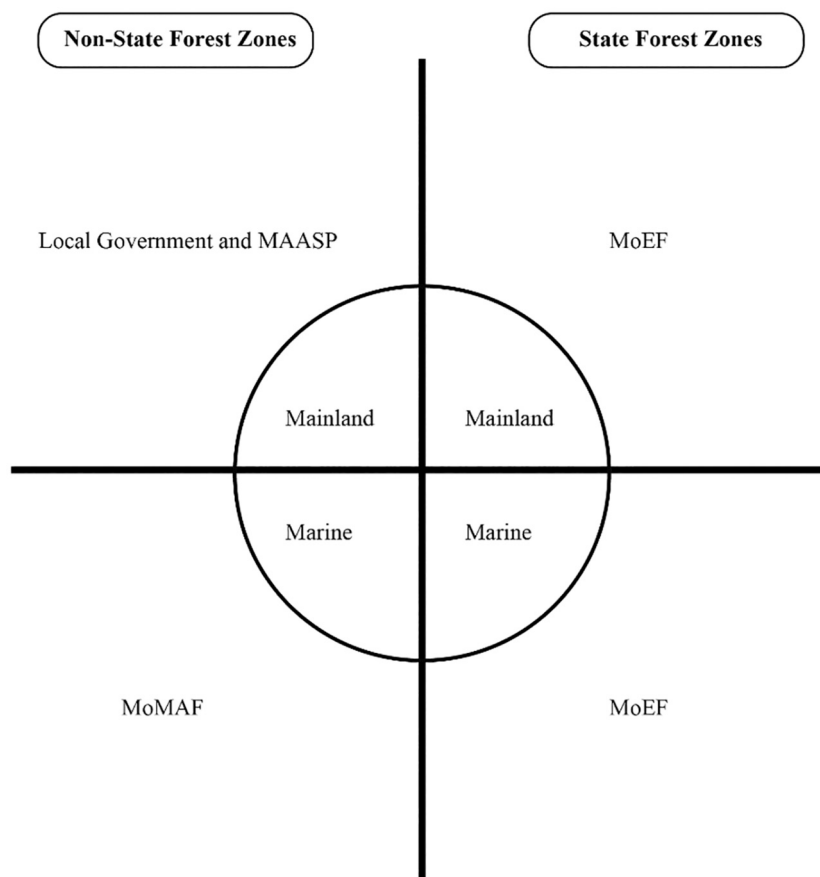 Non-State Forest Zones
State Forest Zones
Local Government and MAASP
MoEF
Mainland
Mainland
Marine
Marine
MoMAF
MoEF